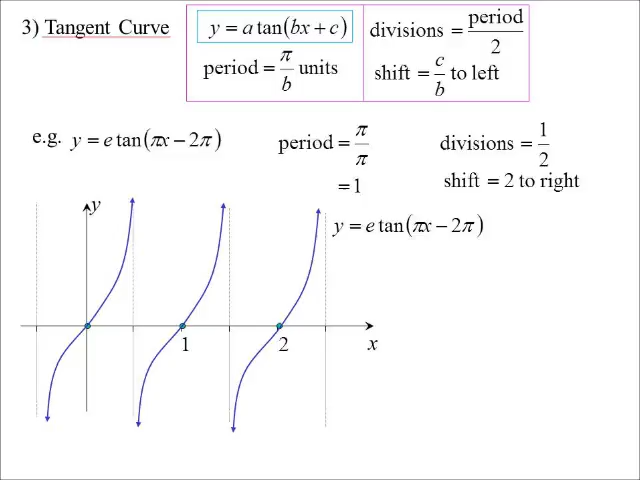 3) Tangent Curve
y = a tan(bx + c)
period = π/b units
divisions = period/2
shift = c/b to left
e.g. y = e tan(πx − 2π)
period = π/π
= 1
divisions = 1/2
shift = 2 to right
y = e tan(πx − 2π)
y
1 2 x